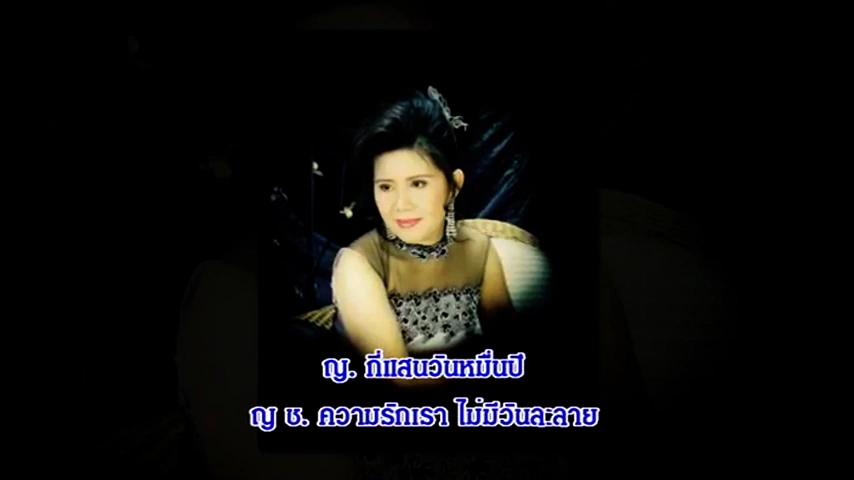 ญ. กี่แสนวันหมื่นปี
ญ ช. ความรักเรา ไม่มีวันละลาย